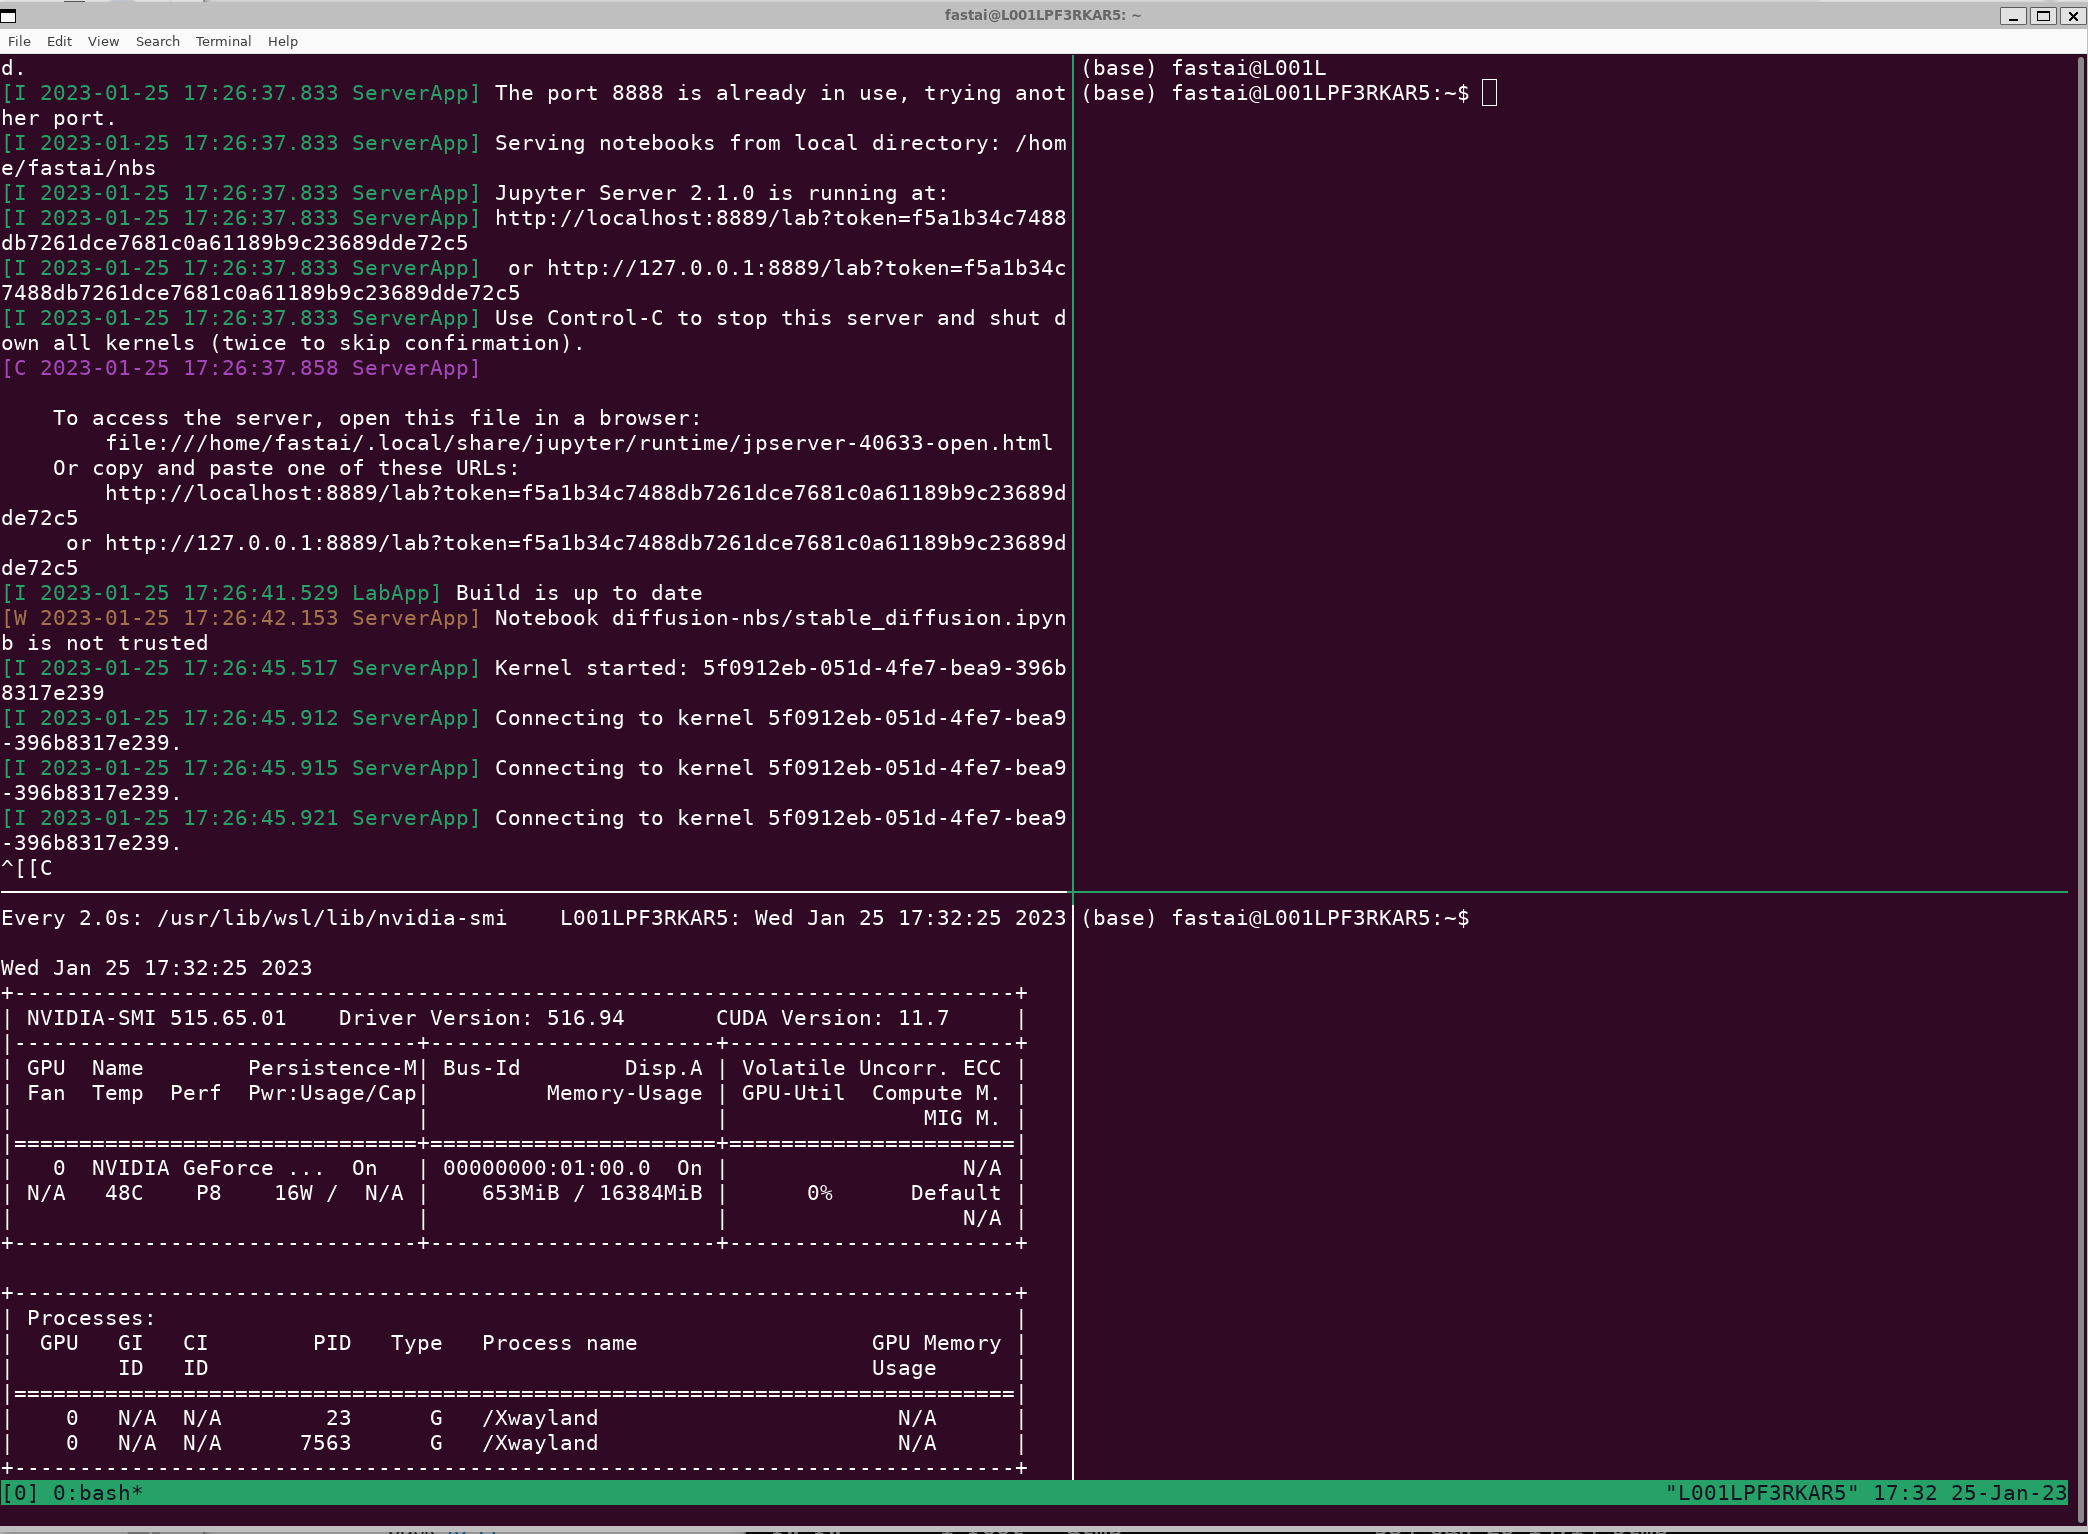 fastai@L001LPF3RKAR5: ~
File Edit View Search Terminal Help
d.
[I 2023-01-25 17:26:37.833 ServerApp] The port 8888 is already in use, trying anot
her port.
[I 2023-01-25 17:26:37.833 ServerApp] Serving notebooks from local directory: /hom
e/fastai/nbs
[I 2023-01-25 17:26:37.833 ServerApp] Jupyter Server 2.1.0 is running at:
[I 2023-01-25 17:26:37.833 ServerApp] http://localhost:8889/lab?token=f5a1b34c7488
db7261dce7681c0a61189b9c23689dde72c5
[I 2023-01-25 17:26:37.833 ServerApp]  or http://127.0.0.1:8889/lab?token=f5a1b34c
7488db7261dce7681c0a61189b9c23689dde72c5
[I 2023-01-25 17:26:37.833 ServerApp] Use Control-C to stop this server and shut d
own all kernels (twice to skip confirmation).
[C 2023-01-25 17:26:37.858 ServerApp]
    To access the server, open this file in a browser:
        file:///home/fastai/.local/share/jupyter/runtime/jpserver-40633-open.html
    Or copy and paste one of these URLs:
        http://localhost:8889/lab?token=f5a1b34c7488db7261dce7681c0a61189b9c23689d
de72c5
     or http://127.0.0.1:8889/lab?token=f5a1b34c7488db7261dce7681c0a61189b9c23689d
de72c5
[I 2023-01-25 17:26:41.529 LabApp] Build is up to date
[W 2023-01-25 17:26:42.153 ServerApp] Notebook diffusion-nbs/stable_diffusion.ipyn
b is not trusted
[I 2023-01-25 17:26:45.517 ServerApp] Kernel started: 5f0912eb-051d-4fe7-bea9-396b
8317e239
[I 2023-01-25 17:26:45.912 ServerApp] Connecting to kernel 5f0912eb-051d-4fe7-bea9
-396b8317e239.
[I 2023-01-25 17:26:45.915 ServerApp] Connecting to kernel 5f0912eb-051d-4fe7-bea9
-396b8317e239.
[I 2023-01-25 17:26:45.921 ServerApp] Connecting to kernel 5f0912eb-051d-4fe7-bea9
-396b8317e239.
^[[C
(base) fastai@L001L
(base) fastai@L001LPF3RKAR5:~$
Every 2.0s: /usr/lib/wsl/lib/nvidia-smi    L001LPF3RKAR5: Wed Jan 25 17:32:25 2023
Wed Jan 25 17:32:25 2023
+-----------------------------------------------------------------------------+
| NVIDIA-SMI 515.65.01    Driver Version: 516.94       CUDA Version: 11.7     |
|-------------------------------+----------------------+----------------------+
| GPU  Name        Persistence-M| Bus-Id        Disp.A | Volatile Uncorr. ECC |
| Fan  Temp  Perf  Pwr:Usage/Cap|         Memory-Usage | GPU-Util  Compute M. |
|                               |                      |               MIG M. |
|===============================+======================+======================|
|   0  NVIDIA GeForce ...  On   | 00000000:01:00.0  On |                  N/A |
| N/A   48C    P8    16W /  N/A |    653MiB / 16384MiB |      0%      Default |
|                               |                      |                  N/A |
+-------------------------------+----------------------+----------------------+
+-----------------------------------------------------------------------------+
| Processes:                                                                  |
|  GPU   GI   CI        PID   Type   Process name                  GPU Memory |
|        ID   ID                                                   Usage      |
|=============================================================================|
|    0   N/A  N/A        23      G   /Xwayland                       N/A      |
|    0   N/A  N/A      7563      G   /Xwayland                       N/A      |
+-----------------------------------------------------------------------------+
(base) fastai@L001LPF3RKAR5:~$
[0] 0:bash* "L001LPF3RKAR5" 17:32 25-Jan-23